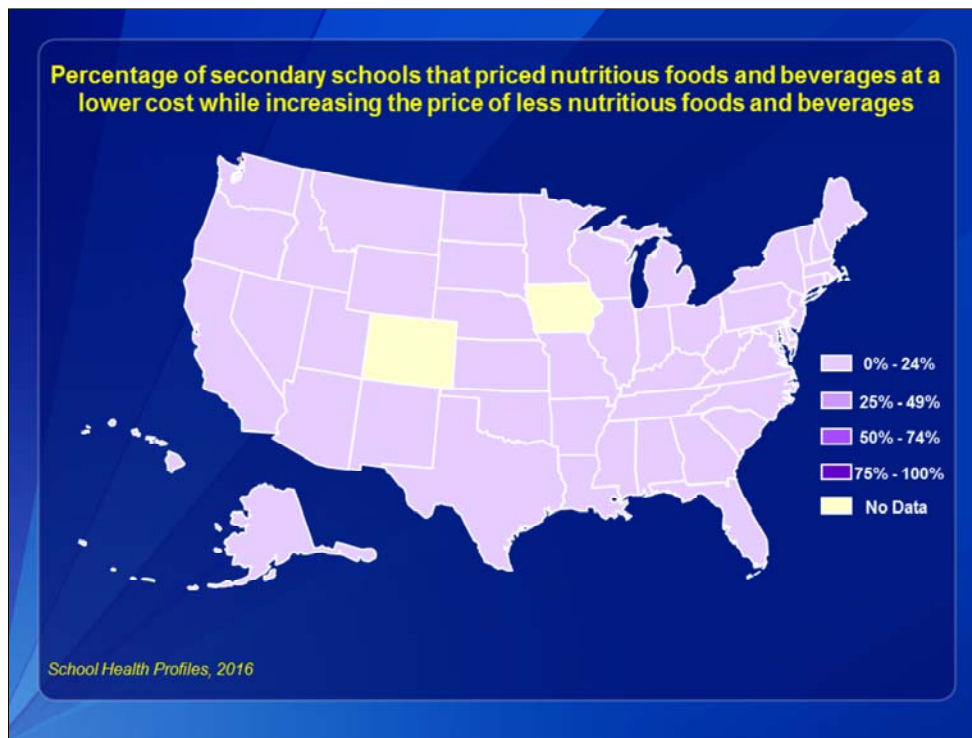 Percentage of secondary schools that priced nutritious foods and beverages at a
lower cost while increasing the price of less nutritious foods and beverages
0% - 24%
25% - 49%
50% - 74%
75% - 100%
No Data
School Health Profiles, 2016